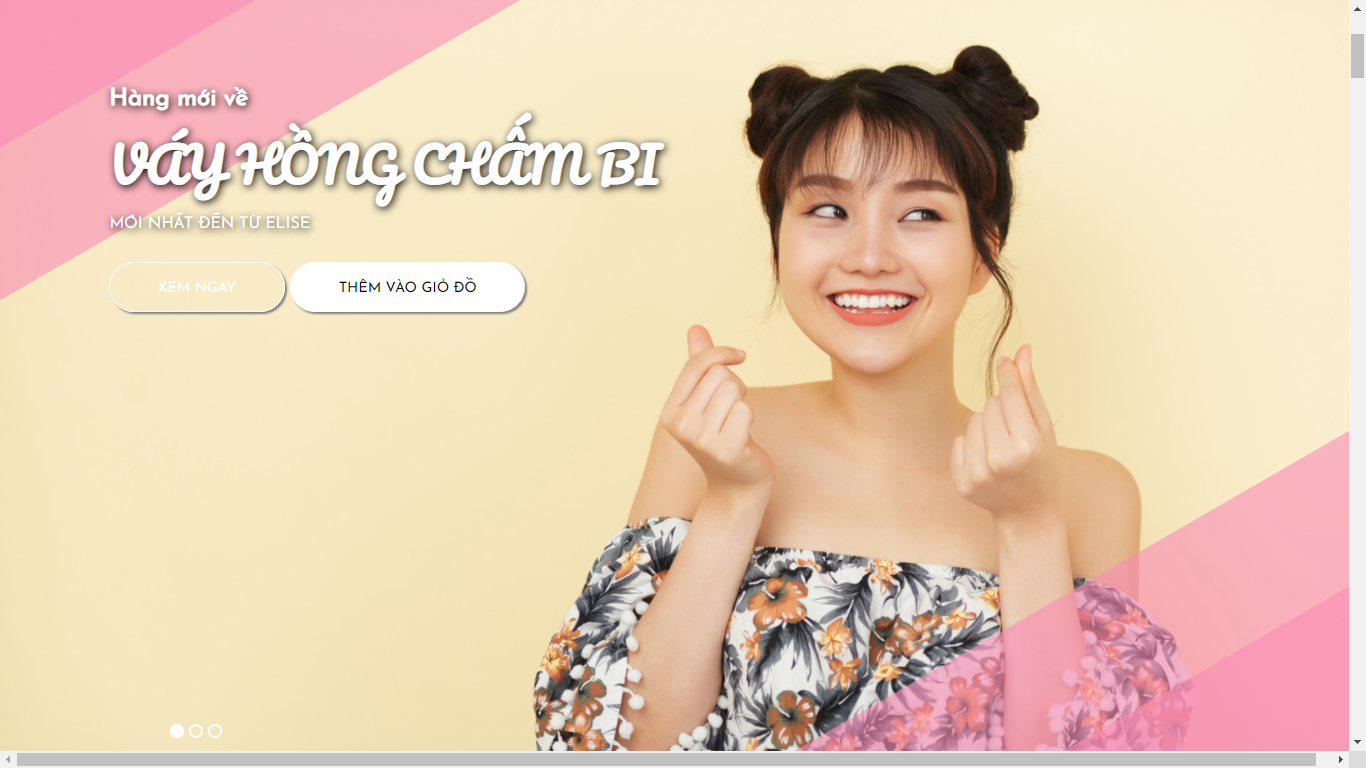 Hàng mới về
VÁY HỒNG CHẤM BI
MỚI NHẤT ĐẾN TỪ ELISE
XEM NGAY
THÊM VÀO GIỎ ĐỒ